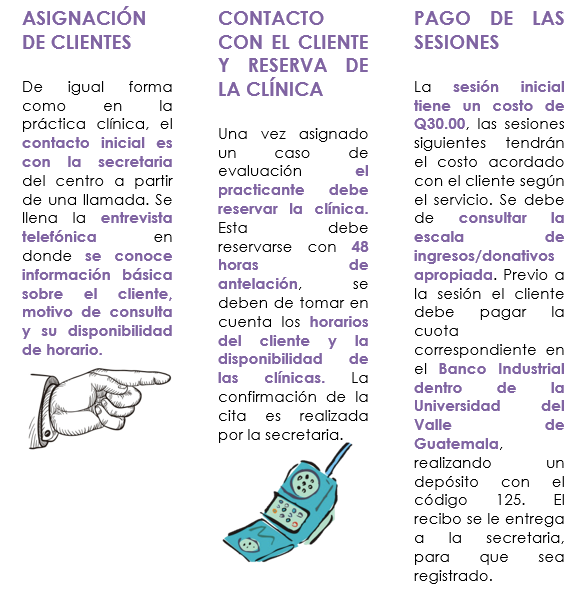 ASIGNACIÓN
DE CLIENTES
De igual forma
como en la
práctica clínica, el
contacto inicial es
con la secretaria
del centro a partir
de una llamada. Se
llena la entrevista
telefónica en
donde se conoce
información básica
sobre el cliente,
motivo de consulta
y su disponibilidad
de horario.
CONTACTO
CON EL CLIENTE
Y RESERVA DE
LA CLÍNICA
Una vez asignado
un caso de
evaluación el
practicante debe
reservar la clínica.
Esta debe
reservarse con 48
horas de
antelación, se
deben de tomar en
cuenta los horarios
del cliente y la
disponibilidad de
las clínicas. La
confirmación de la
cita es realizada
por la secretaria.
PAGO DE LAS
SESIONES
La sesión inicial
tiene un costo de
Q30.00, las sesiones
siguientes tendrán
el costo acordado
con el cliente según
el servicio. Se debe
de consultar la
escala de
ingresos/donativos
apropiada. Previo a
la sesión el cliente
debe pagar la
cuota
correspondiente en
el Banco Industrial
dentro de la
Universidad del
Valle de
Guatemala,
realizando un
depósito con el
código 125. El
recibo se le entrega
a la secretaria,
para que sea
registrado.